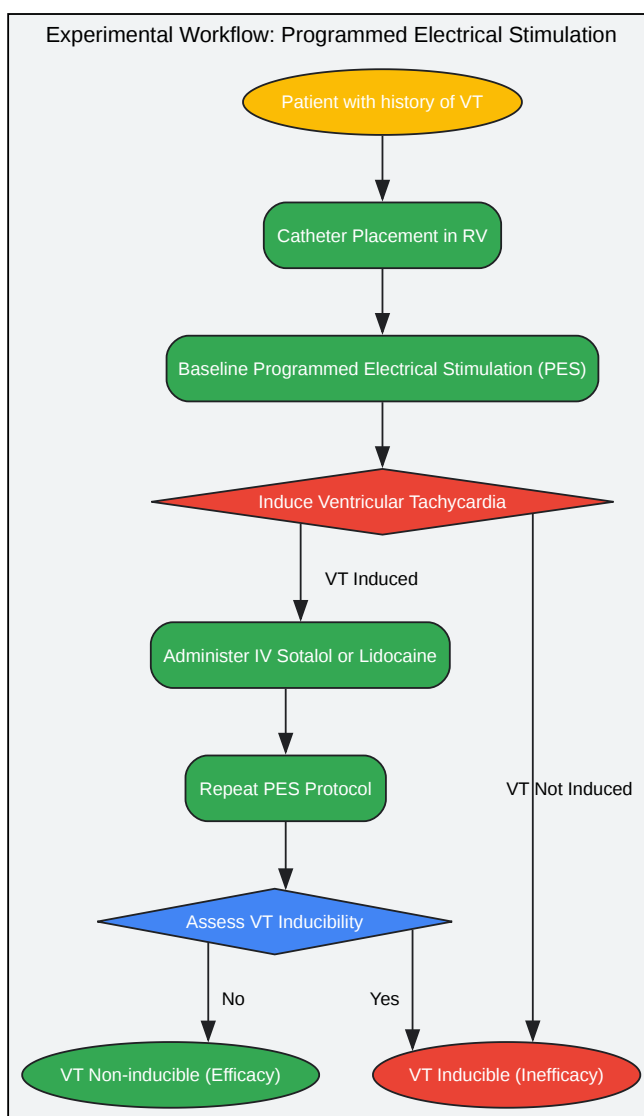 Experimental Workflow: Programmed Electrical Stimulation
Patient with history of VT
Catheter Placement in RV
Baseline Programmed Electrical Stimulation (PES)
Induce Ventricular Tachycardia
VT Induced
Administer IV Sotalol or Lidocaine
Repeat PES Protocol
VT Not Induced
Assess VT Inducibility
No
Yes
VT Non-inducible (Efficacy)
VT Inducible (Inefficacy)